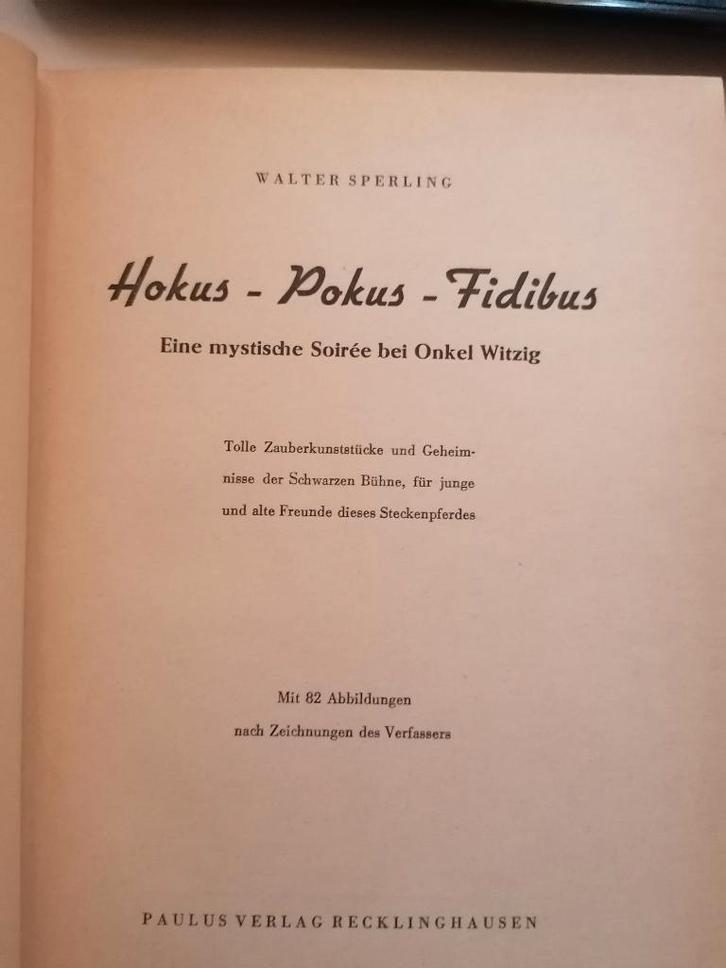 WALTER SPERLING
Hokus - Pokus - Fidibus
Eine mystische Soirée bei Onkel Witzig
Tolle Zauberkunststücke und Geheim-
nisse der Schwarzen Bühne, für junge
und alte Freunde dieses Steckenpferdes
Mit 82 Abbildungen
nach Zeichnungen des Verfassers
PAULUS VERLAG RECKLINGHAUSEN